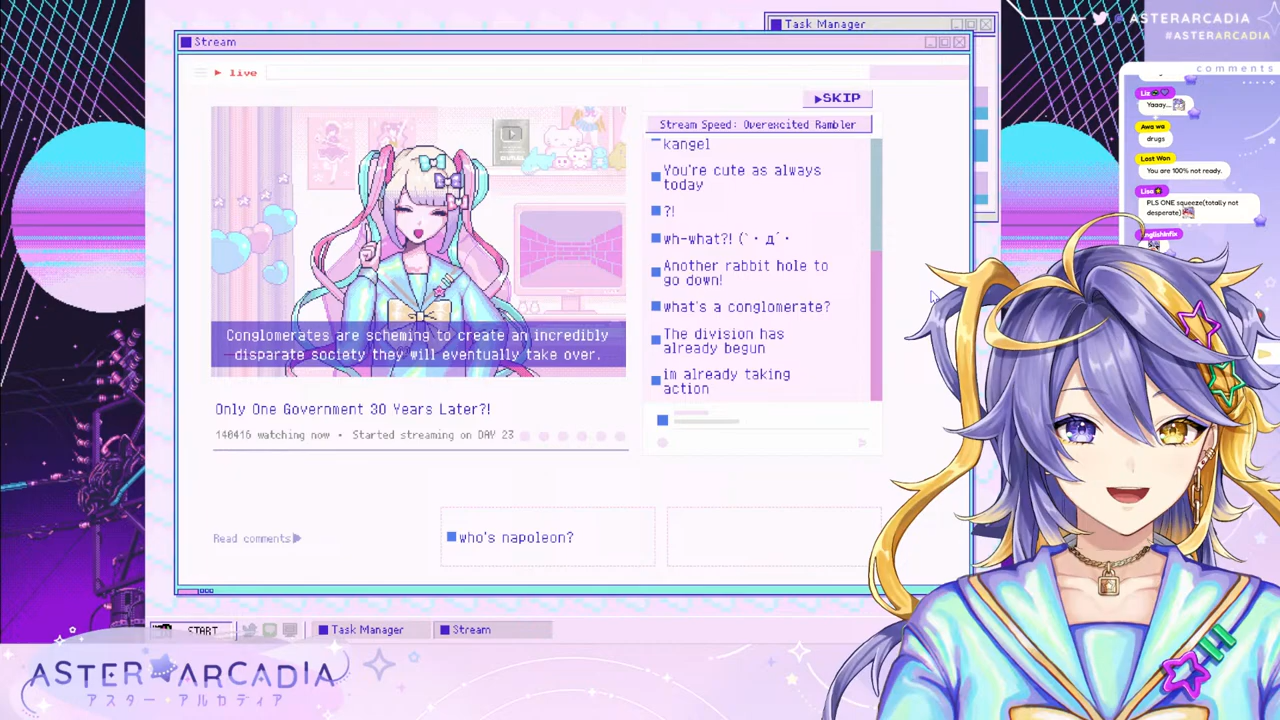 Task Manager
Stream
live
▶SKIP
Stream Speed: Overexcited Rambler
kangel
You're cute as always
today
?!
wh-what?! (`・д´・
Another rabbit hole to
go down!
what's a conglomerate?
The division has
already begun
im already taking
action
Conglomerates are scheming to create an incredibly
disparate society they will eventually take over.
Only One Government 30 Years Later?!
140416 watching now • Started streaming on DAY 23
Read comments▶
who's napoleon?
START
Task Manager
Stream
ASTER ARCADIA
アスター・アルカディア
ASTERARCADIA
#ASTERARCADIA
comments
Liz
Yaaay...
Awa wa
drugs
Lost Won
You are 100% not ready.
Lisa
PLS ONE squeeze(totally not
desperate)